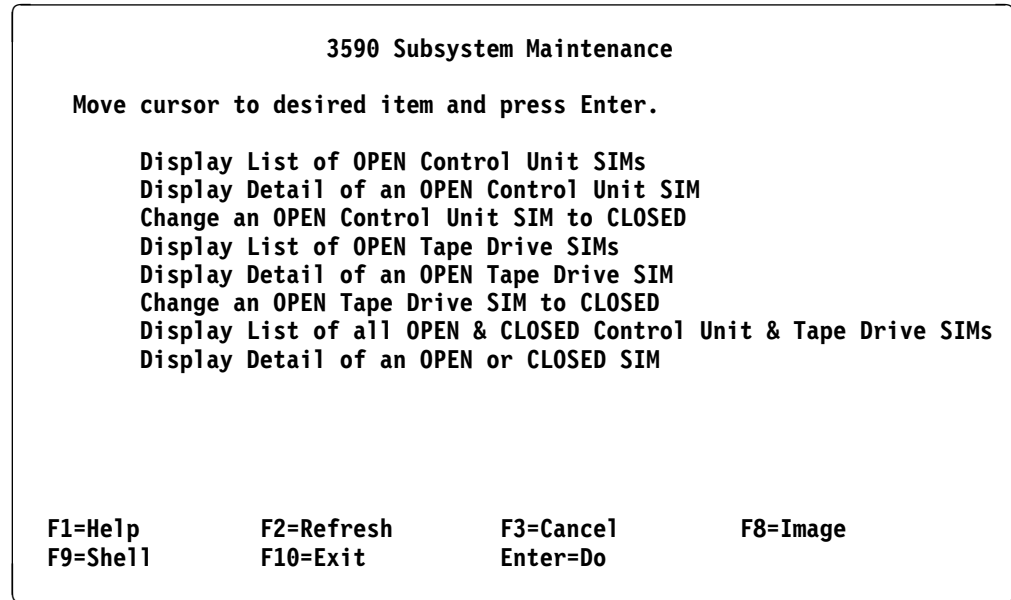 3590 Subsystem Maintenance
Move cursor to desired item and press Enter.
Display List of OPEN Control Unit SIMs
Display Detail of an OPEN Control Unit SIM
Change an OPEN Control Unit SIM to CLOSED
Display List of OPEN Tape Drive SIMs
Display Detail of an OPEN Tape Drive SIM
Change an OPEN Tape Drive SIM to CLOSED
Display List of all OPEN & CLOSED Control Unit & Tape Drive SIMs
Display Detail of an OPEN or CLOSED SIM
F1=Help F2=Refresh F3=Cancel F8=Image
F9=Shell F10=Exit Enter=Do